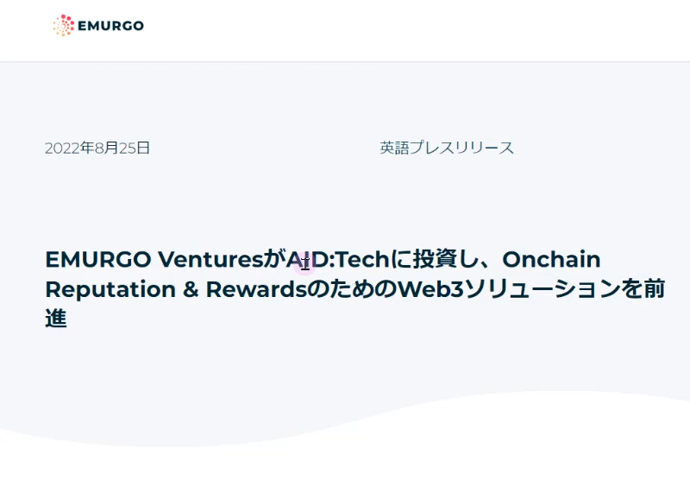 EMURGO
2022年8月25日
英語プレスリリース
EMURGO VenturesがAID:Techに投資し、Onchain
Reputation & RewardsのためのWeb3ソリューションを前
進